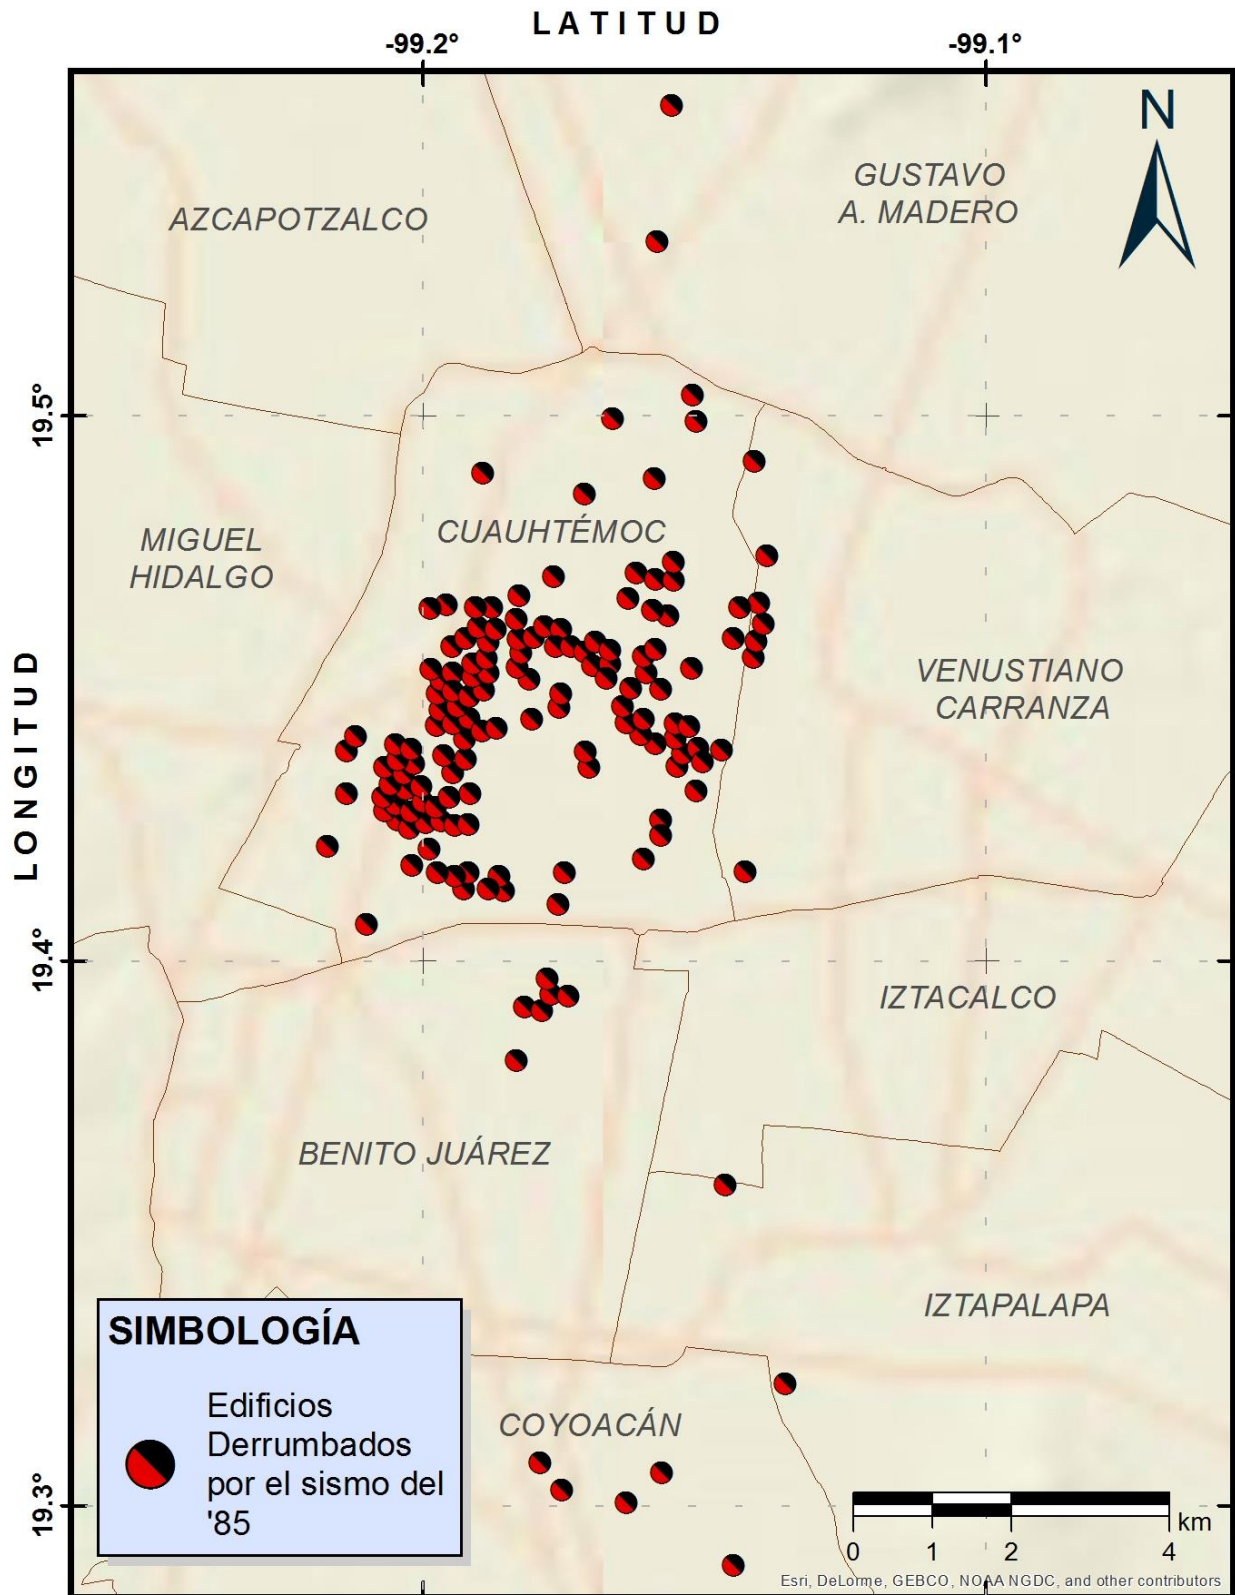 LATITUD
-99.2°
-99.1°
N
GUSTAVO
A. MADERO
AZCAPOTZALCO
19.5°
CUAUHTÉMOC
MIGUEL
HIDALGO
LONGITUD
VENUSTIANO
CARRANZA
19.4°
IZTACALCO
BENITO JUÁREZ
IZTAPALAPA
SIMBOLOGÍA
Edificios
Derrumbados
por el sismo del
'85
COYOACÁN
19.3°
km
0 1 2 4
Esri, DeLorme, GEBCO, NOAA NGDC, and other contributors